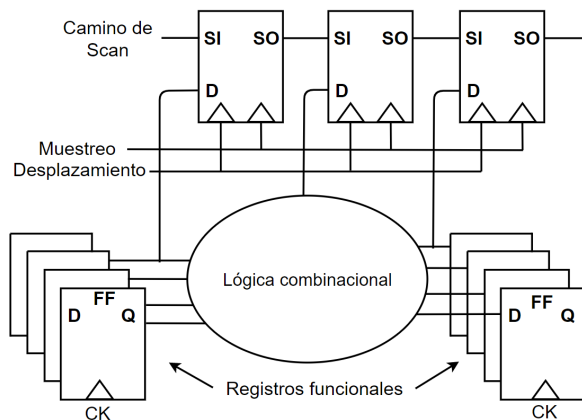 Camino de
Scan
SI SO SI SO SI SO
D D D
Muestreo
Desplazamiento
Lógica combinacional
FF
D Q
CK
FF
D Q
CK
Registros funcionales